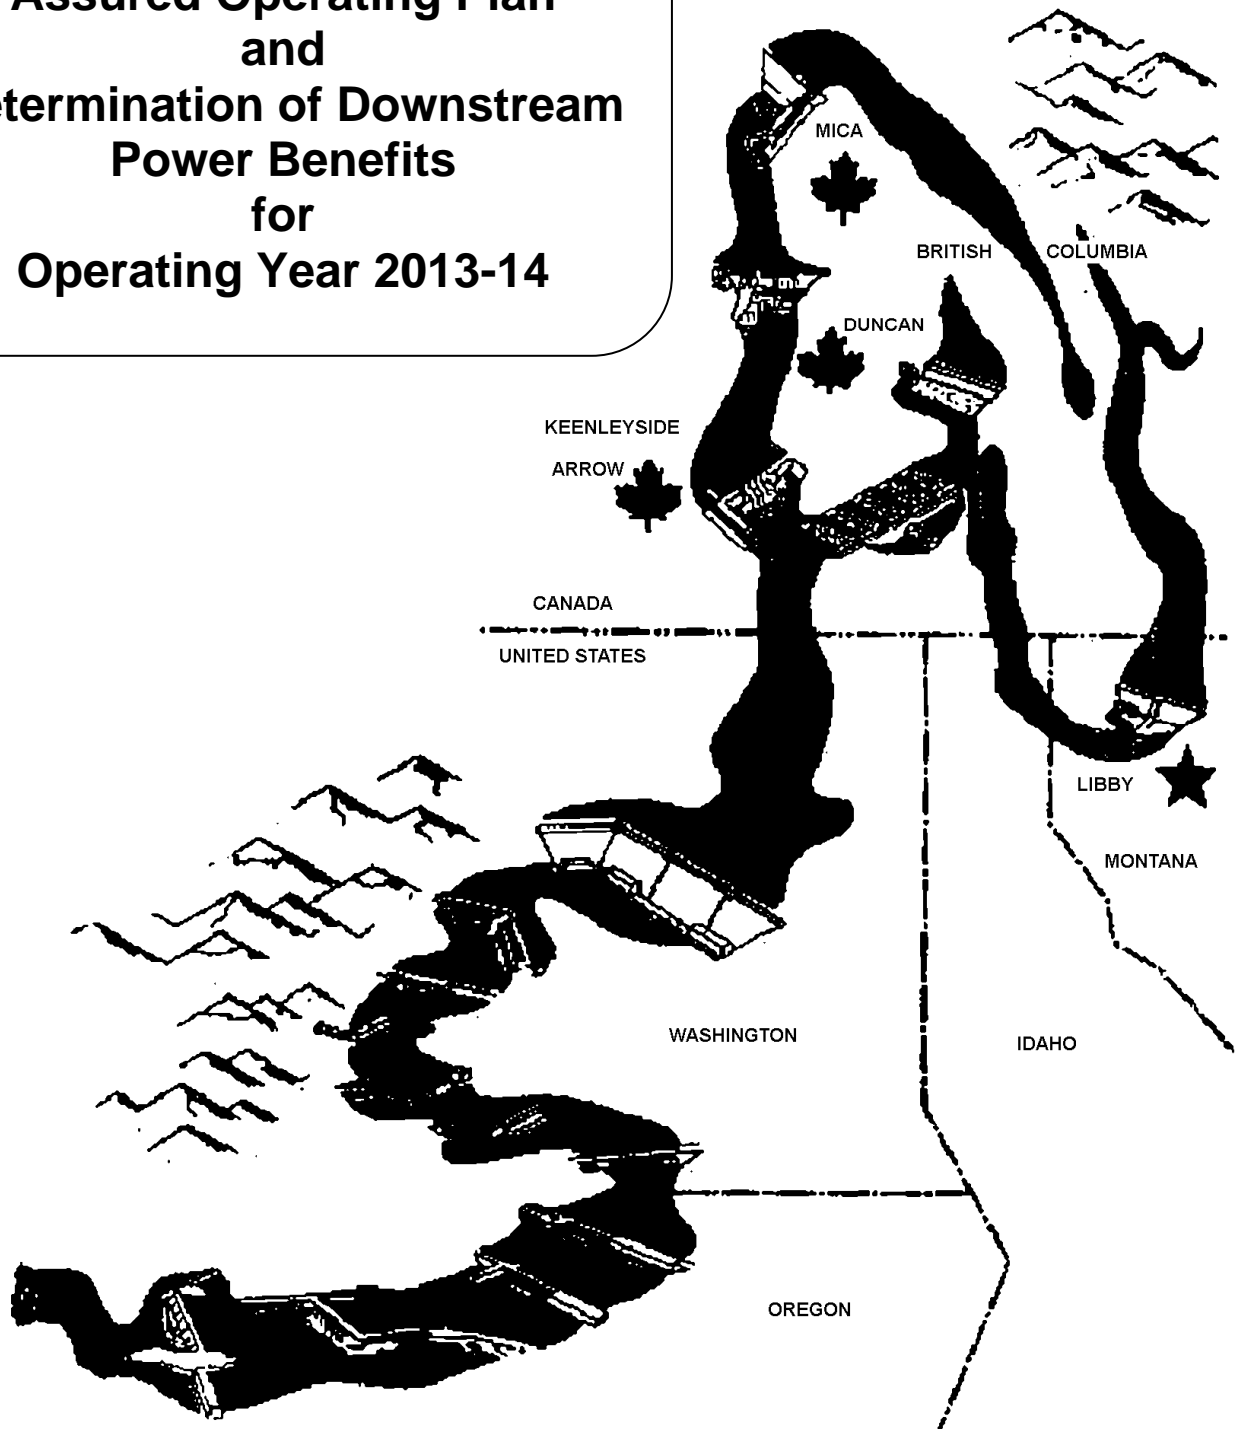 Assured Operating Plan
and
etermination of Downstream
Power Benefits
for
Operating Year 2013-14
MICA
BRITISH COLUMBIA
DUNCAN
KEENLEYSIDE
ARROW
CANADA
UNITED STATES
LIBBY
MONTANA
WASHINGTON
IDAHO
OREGON